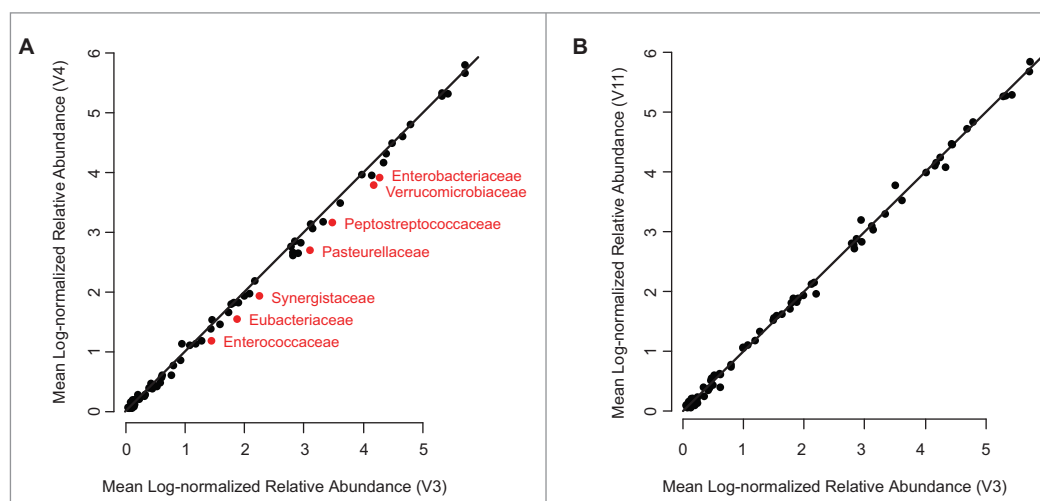 A
Mean Log-normalized Relative Abundance (V4)
6
5
4
3
2
1
0
Enterobacteriaceae
Verrucomicrobiaceae
Peptostreptococcaceae
Pasteurellaceae
Synergistaceae
Eubacteriaceae
Enterococcaceae
0 1 2 3 4 5
Mean Log-normalized Relative Abundance (V3)
B
Mean Log-normalized Relative Abundance (V11)
6
5
4
3
2
1
0
0 1 2 3 4 5
Mean Log-normalized Relative Abundance (V3)